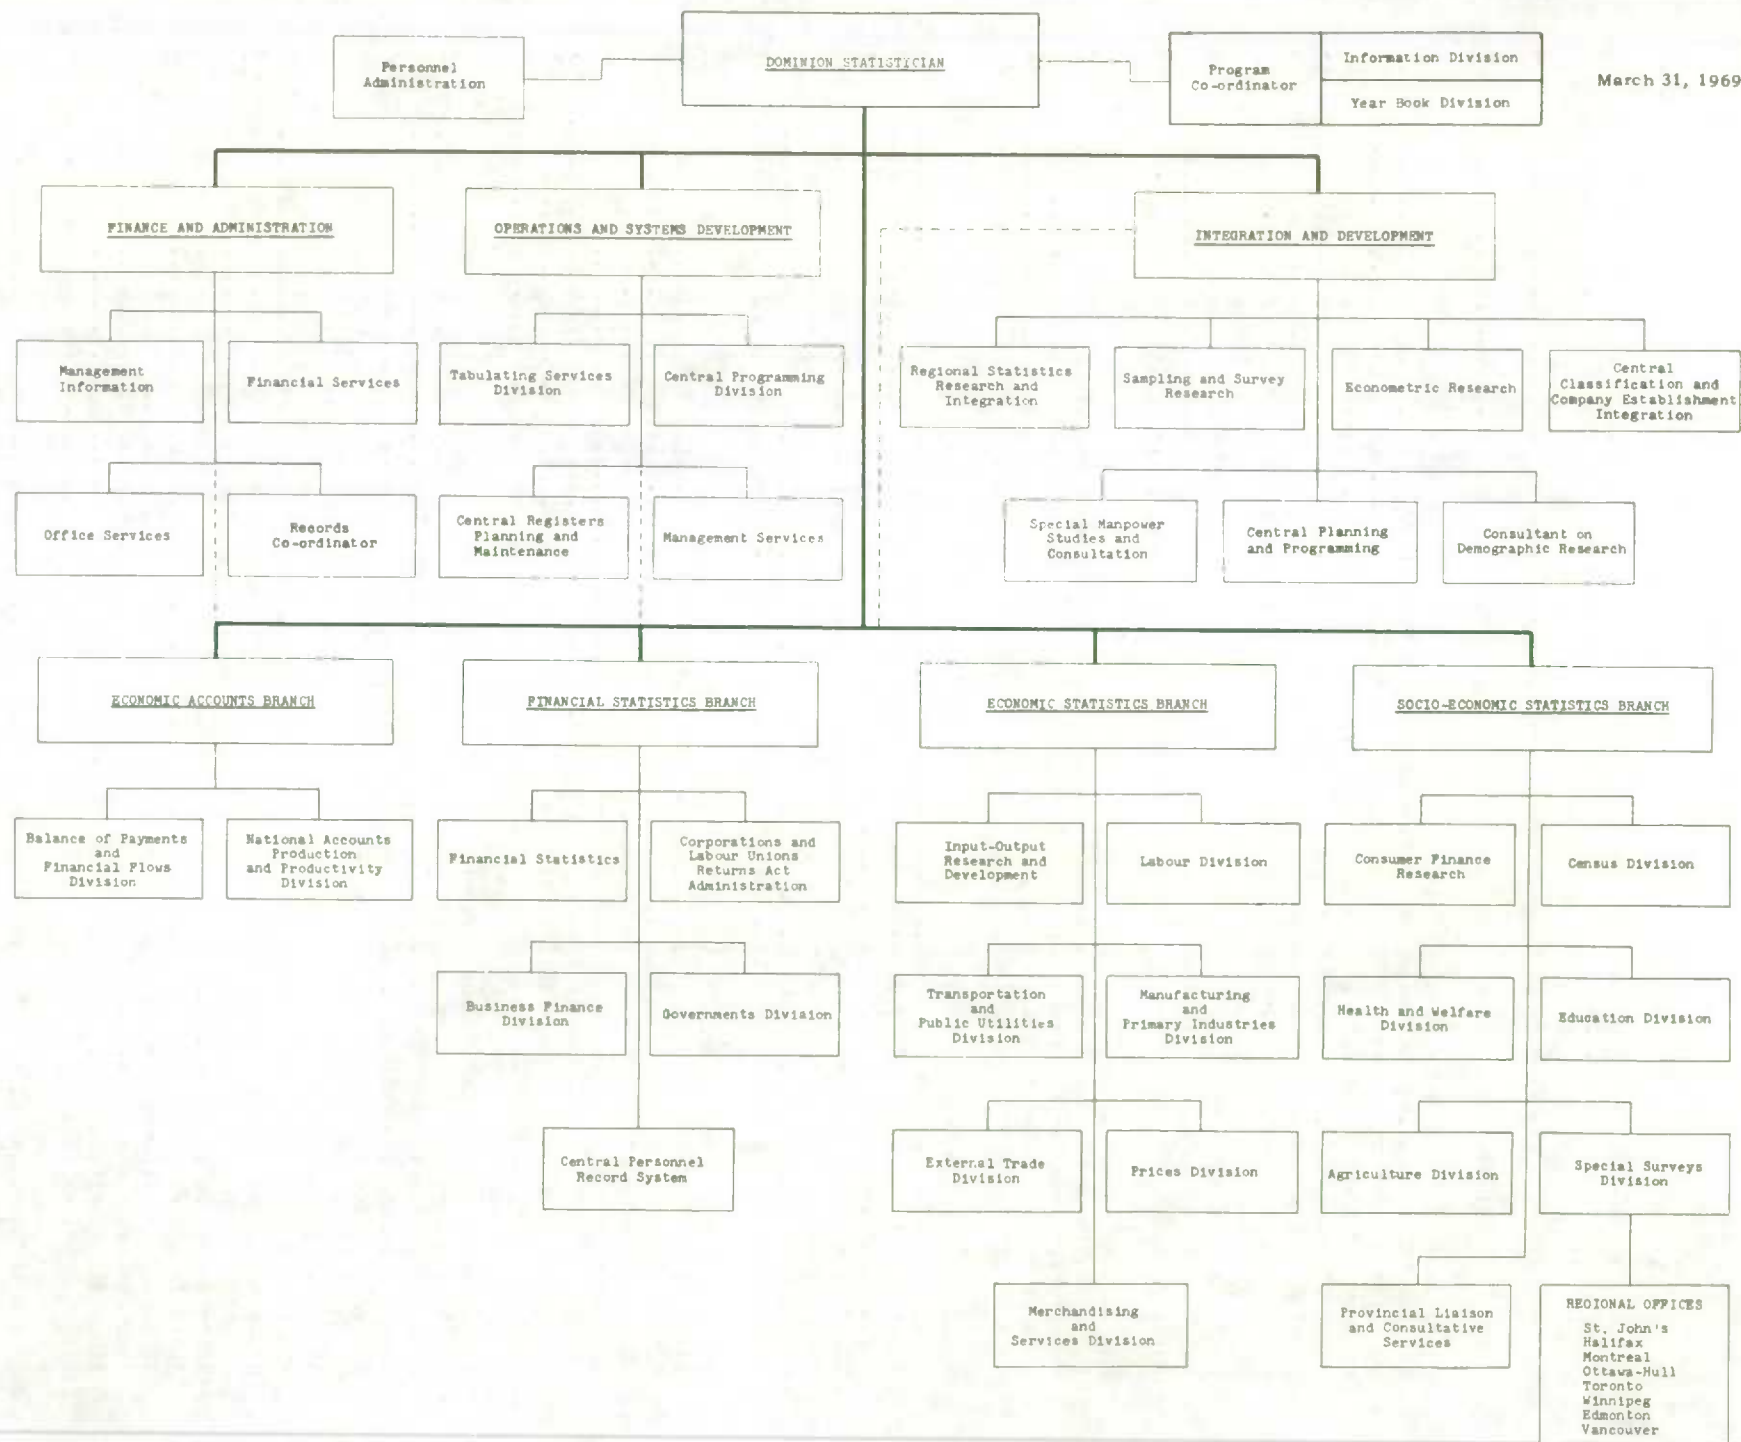 DOMINION STATISTICIAN
Personnel
Administration
Program
Co-ordinator
Information Division
Year Book Division
March 31, 1969
FINANCE AND ADMINISTRATION
OPERATIONS AND SYSTEMS DEVELOPMENT
INTEGRATION AND DEVELOPMENT
Management
Information
Financial Services
Tabulating Services
Division
Central Programming
Division
Regional Statistics
Research and
Integration
Sampling and Survey
Research
Econometric Research
Central
Classification and
Company Establishment
Integration
Office Services
Records
Co-ordinator
Central Registers
Planning and
Maintenance
Management Services
Special Manpower
Studies and
Consultation
Central Planning
and Programming
Consultant on
Demographic Research
ECONOMIC ACCOUNTS BRANCH
FINANCIAL STATISTICS BRANCH
ECONOMIC STATISTICS BRANCH
SOCIO-ECONOMIC STATISTICS BRANCH
Balance of Payments
and
Financial Flows
Division
National Accounts
Production
and Productivity
Division
Financial Statistics
Corporations and
Labour Unions
Returns Act
Administration
Input-Output
Research and
Development
Labour Division
Consumer Finance
Research
Census Division
Business Finance
Division
Governments Division
Transportation
and
Public Utilities
Division
Manufacturing
and
Primary Industries
Division
Health and Welfare
Division
Education Division
Central Personnel
Record System
External Trade
Division
Prices Division
Agriculture Division
Special Surveys
Division
Merchandising
and
Services Division
Provincial Liaison
and Consultative
Services
REGIONAL OFFICES
St. John's
Halifax
Montreal
Ottawa-Hull
Toronto
Winnipeg
Edmonton
Vancouver